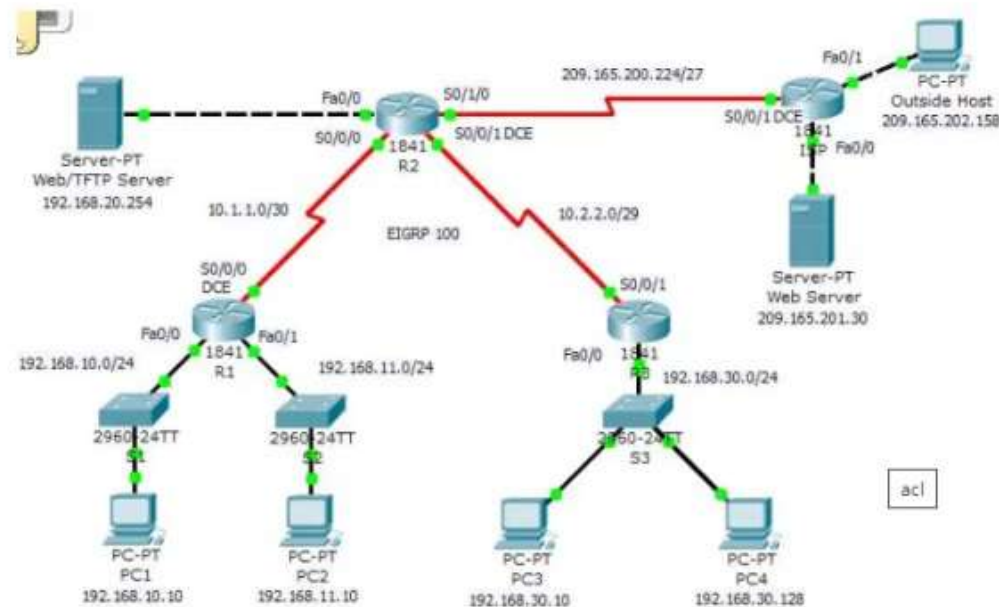 209.165.200.224/27
Fa0/1
PC-PT
Outside Host
209.165.202.158
Fa0/0
S0/1/0
S0/0/1 DCE
1841
Fa0/0
S0/0/0
S0/0/1 DCE
1841
R2
Server-PT
Web/TFTP Server
192.168.20.254
10.1.1.0/30
10.2.2.0/29
EIGRP 100
Server-PT
Web Server
209.165.201.30
S0/0/0
DCE
S0/0/1
Fa0/0
Fa0/1
1841
R1
Fa0/0
1841
192.168.10.0/24
192.168.11.0/24
192.168.30.0/24
2960-24TT
2960-24TT
2960-24TT
S3
acl
PC-PT
PC1
192.168.10.10
PC-PT
PC2
192.168.11.10
PC-PT
PC3
192.168.30.10
PC-PT
PC4
192.168.30.128